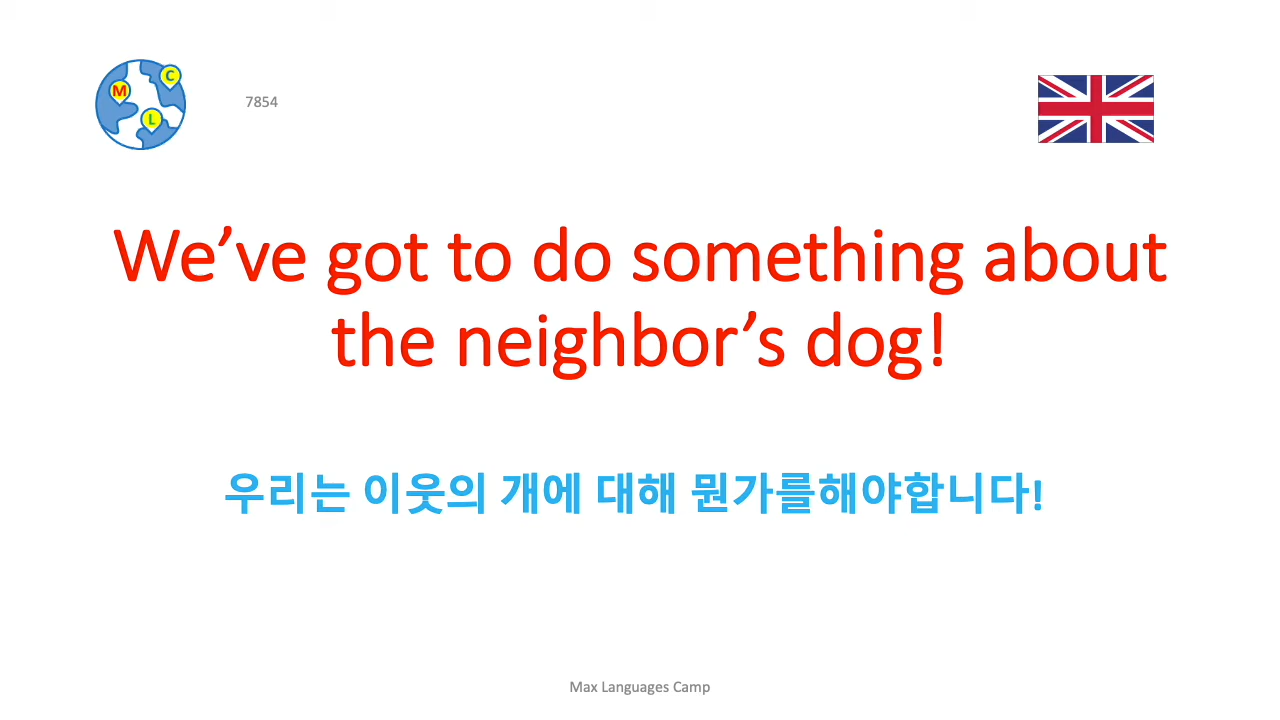 M
C
L
7854
We’ve got to do something about
the neighbor’s dog!
우리는 이웃의 개에 대해 뭔가를해야합니다!
Max Languages Camp